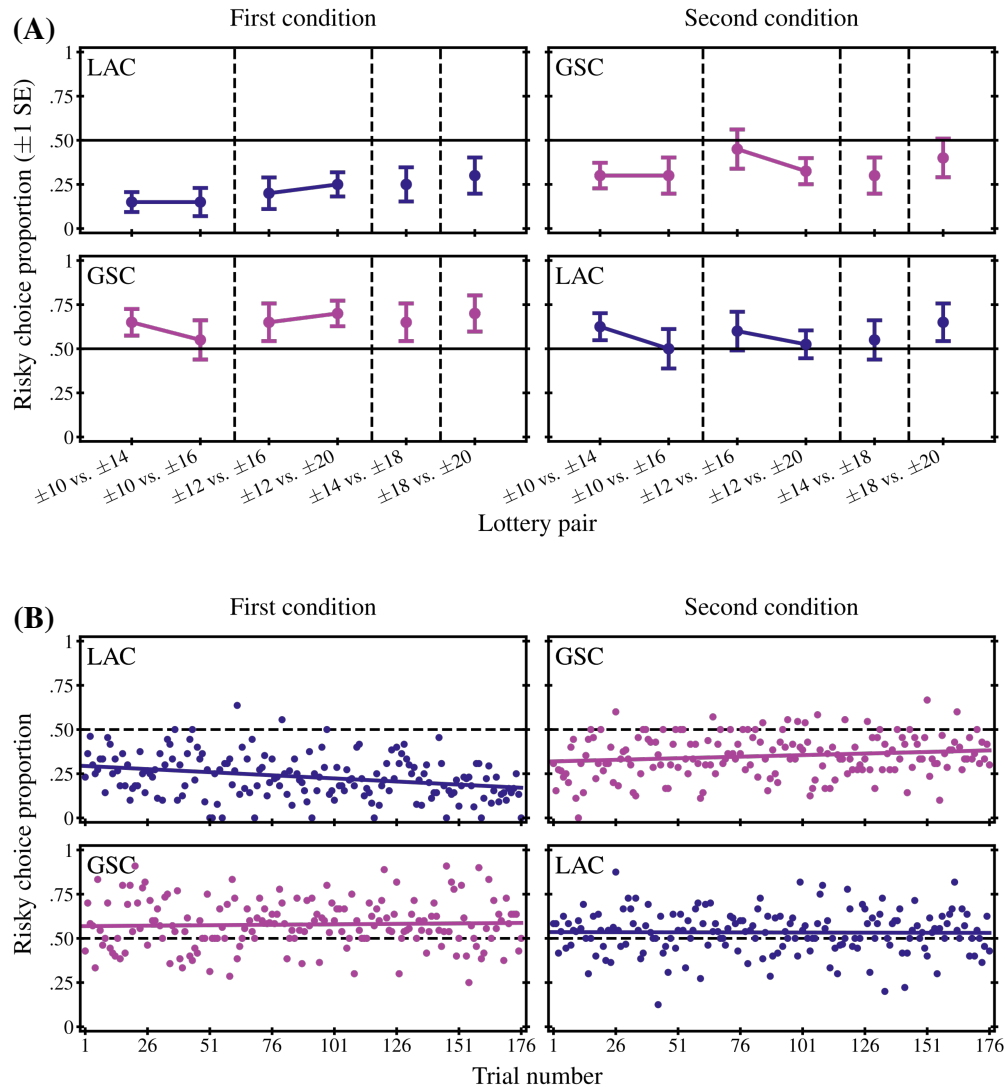 (A)
First condition
Second condition
Risky choice proportion (±1 SE)
LAC
GSC
1
.75
.50
.25
0
GSC
LAC
1
.75
.50
.25
0
±10 vs. ±14
±10 vs. ±16
±12 vs. ±16
±12 vs. ±20
±14 vs. ±18
±18 vs. ±20
±10 vs. ±14
±10 vs. ±16
±12 vs. ±16
±12 vs. ±20
±14 vs. ±18
±18 vs. ±20
Lottery pair
(B)
First condition
Second condition
Risky choice proportion
LAC
GSC
1
.75
.50
.25
0
GSC
LAC
1
.75
.50
.25
0
1 26 51 76 101 126 151 176
1 26 51 76 101 126 151 176
Trial number